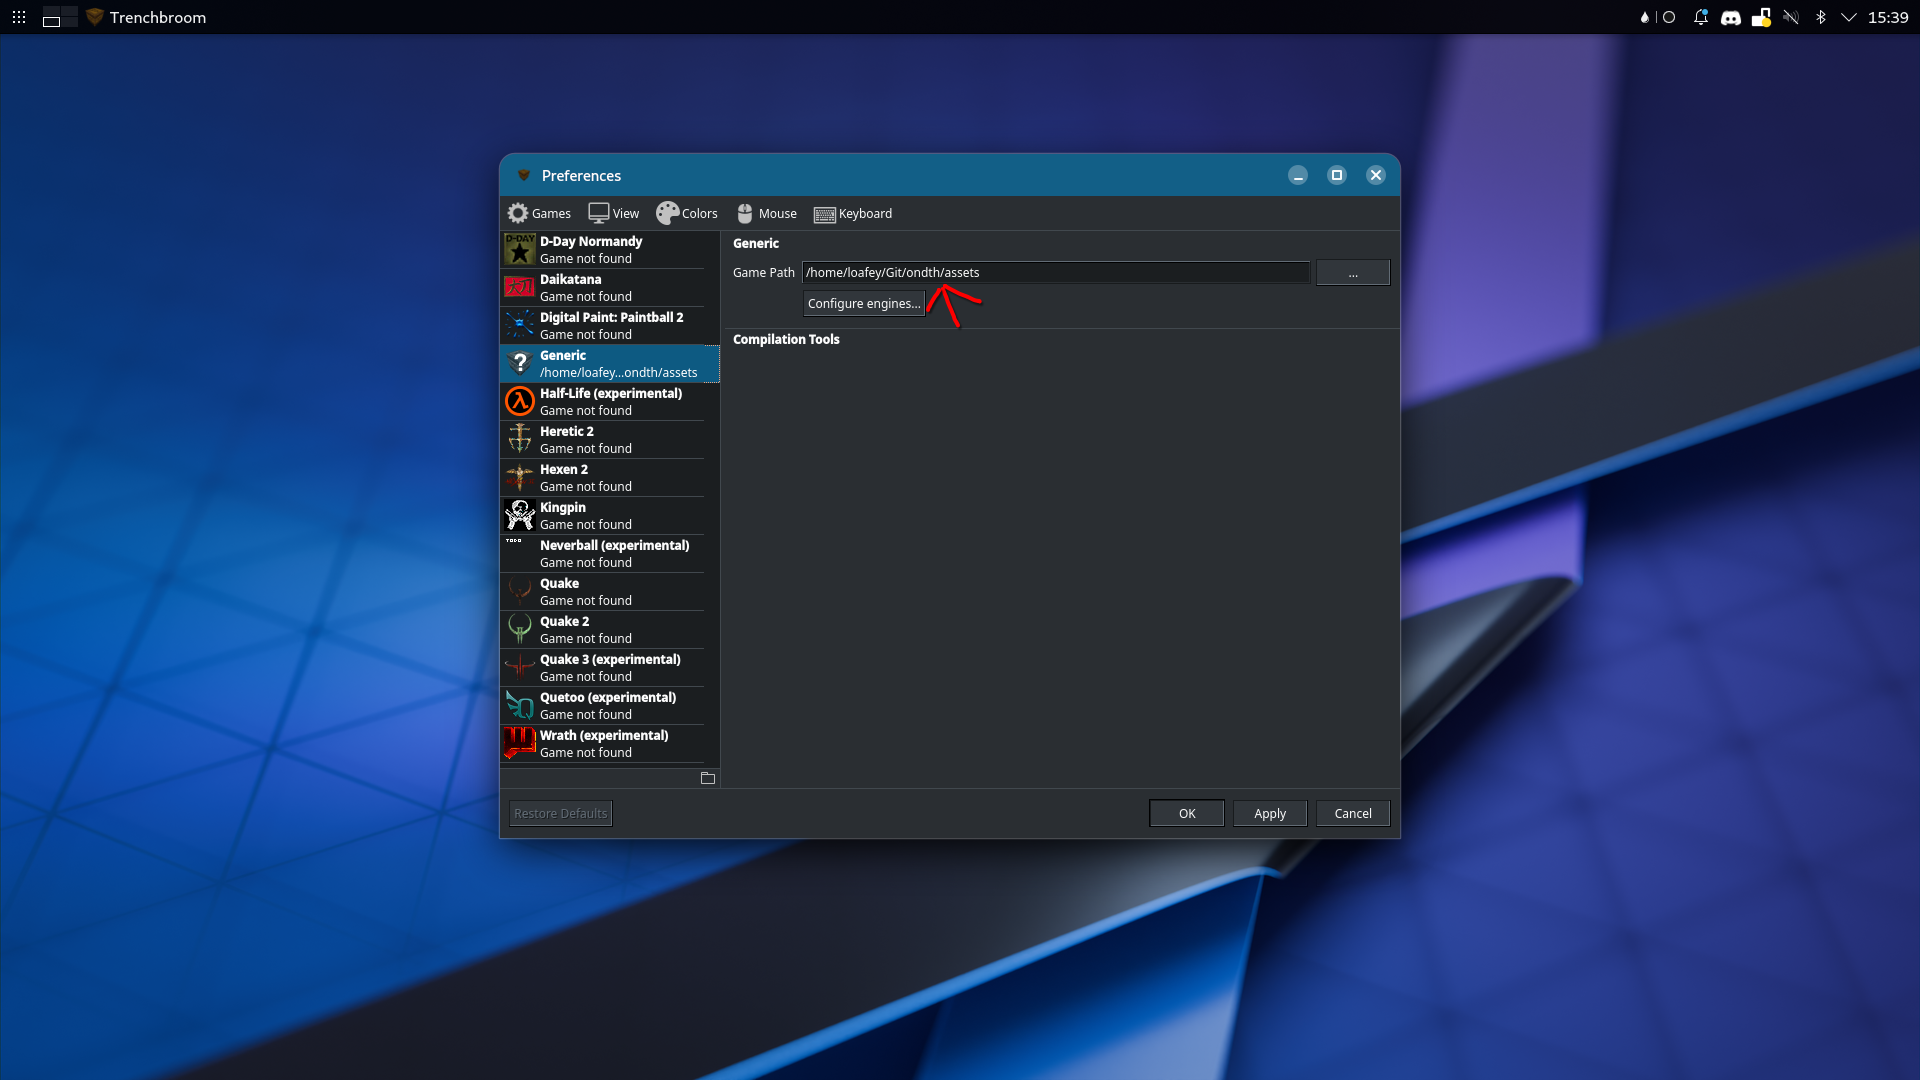 Trenchbroom
15:39
Preferences
Games View Colors Mouse Keyboard
D-Day Normandy
Game not found
Daikatana
Game not found
Digital Paint: Paintball 2
Game not found
Generic
/home/loafey...ondth/assets
Half-Life (experimental)
Game not found
Heretic 2
Game not found
Hexen 2
Game not found
Kingpin
Game not found
TODO
Neverball (experimental)
Game not found
Quake
Game not found
Quake 2
Game not found
Quake 3 (experimental)
Game not found
Quetoo (experimental)
Game not found
Wrath (experimental)
Game not found
Generic
Game Path /home/loafey/Git/ondth/assets ...
Configure engines...
Compilation Tools
Restore Defaults
OK Apply Cancel